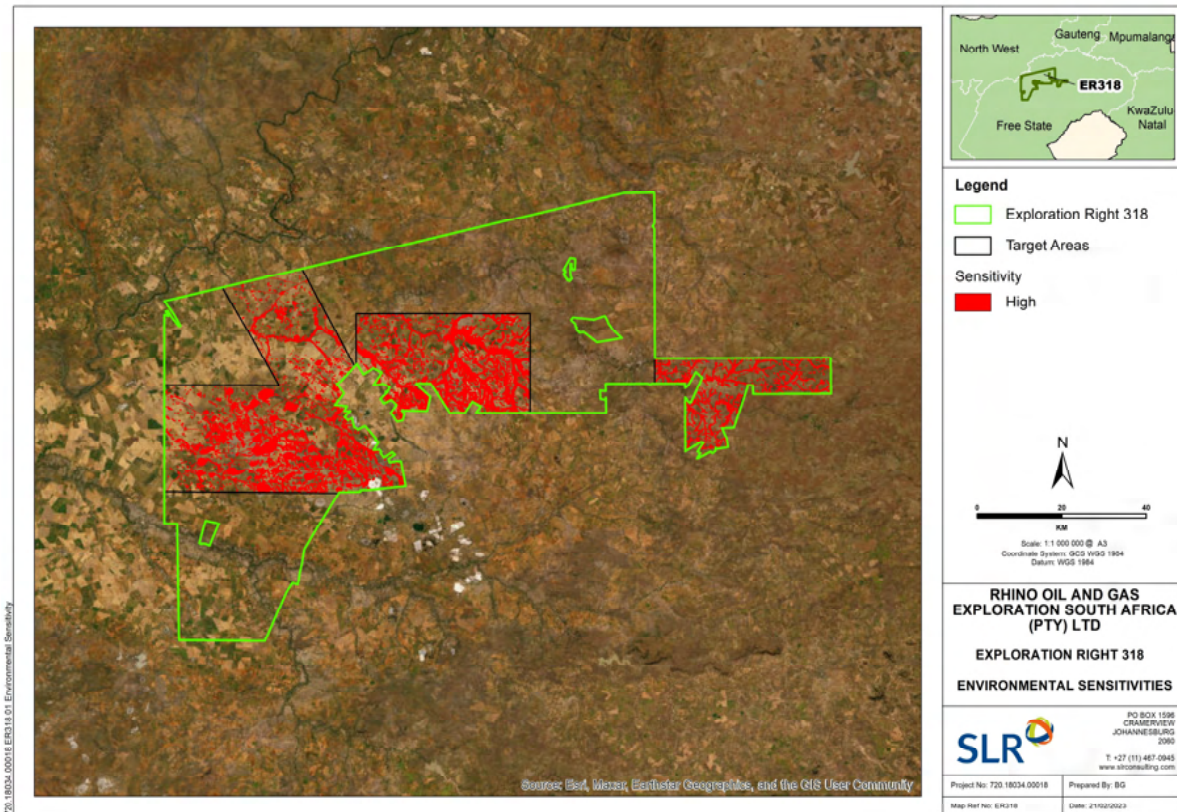 Gauteng
Mpumalanga
North West
ER318
KwaZulu
Natal
Free State
Legend
Exploration Right 318
Target Areas
Sensitivity
High
N
0 20 40
KM
Scale: 1:1 000 000 @ A3
Coordinate System: GCS WGS 1984
Datum: WGS 1984
RHINO OIL AND GAS
EXPLORATION SOUTH AFRICA
(PTY) LTD
EXPLORATION RIGHT 318
ENVIRONMENTAL SENSITIVITIES
SLR
PO BOX 1596
CRAMERVIEW
JOHANNESBURG
2060
T: +27 (11) 467-0945
www.slrconsulting.com
Project No: 720.18034.00018
Prepared By: BG
Map Ref No: ER318
Date: 21/02/2023
Source: Esri, Maxar, Earthstar Geographics, and the GIS User Community
720.18034.00018 ER318 01 Environmental Sensitivity